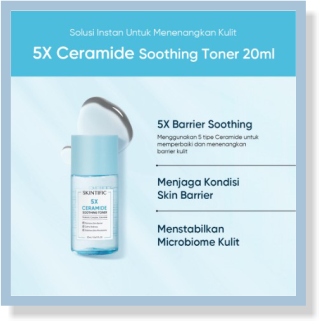 Solusi Instan Untuk Menenangkan Kulit
5X Ceramide Soothing Toner 20ml
5X Barrier Soothing
Menggunakan 5 tipe Ceramide untuk
memperbaiki dan menenangkan
barrier kulit
Menjaga Kondisi
Skin Barrier
Menstabilkan
Microbiome Kulit
SKINTIFIC
5X
CERAMIDE
SOOTHING TONER